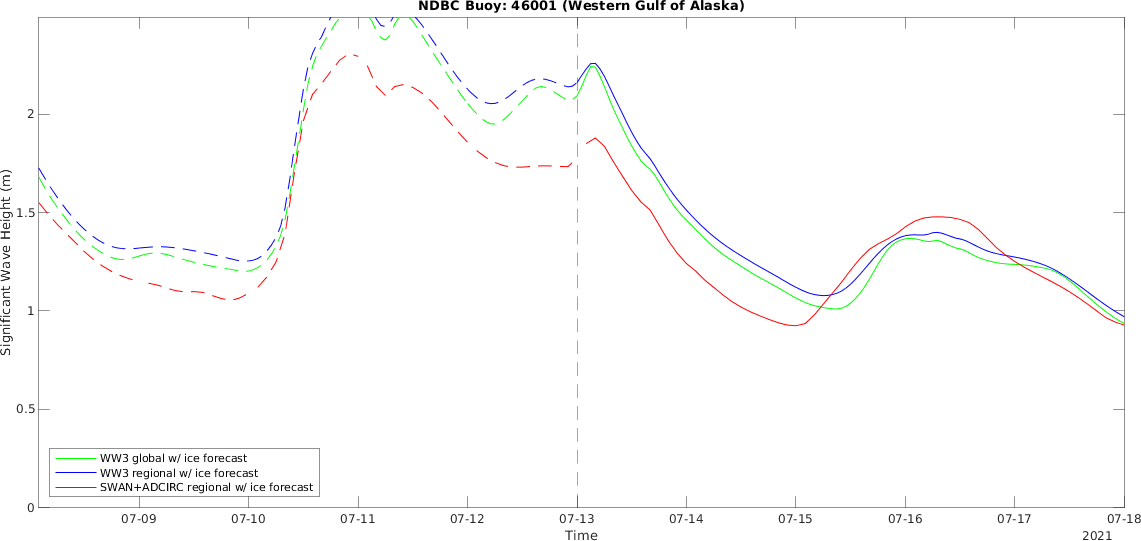 NDBC Buoy: 46001 (Western Gulf of Alaska)
Significant Wave Height (m)
2
1.5
1
0.5
0
WW3 global w/ ice forecast
WW3 regional w/ ice forecast
SWAN+ADCIRC regional w/ ice forecast
07-09
07-10
07-11
07-12
07-13
07-14
07-15
07-16
07-17
07-18
Time
2021